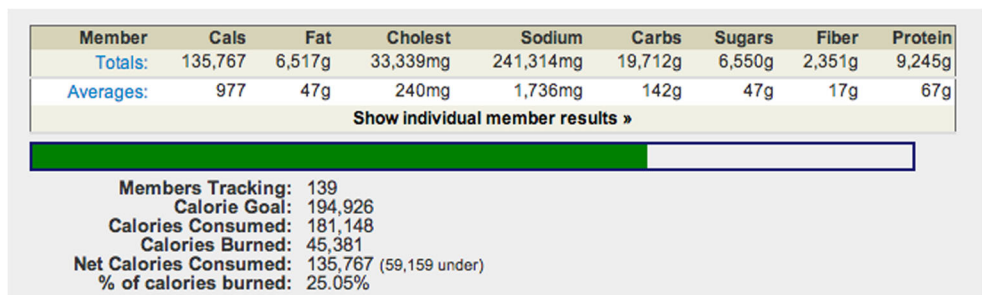 Member Cals Fat Cholest Sodium Carbs Sugars Fiber Protein
Totals: 135,767 6,517g 33,339mg 241,314mg 19,712g 6,550g 2,351g 9,245g
Averages: 977 47g 240mg 1,736mg 142g 47g 17g 67g
Show individual member results »
Members Tracking: 139
Calorie Goal: 194,926
Calories Consumed: 181,148
Calories Burned: 45,381
Net Calories Consumed: 135,767 (59,159 under)
% of calories burned: 25.05%